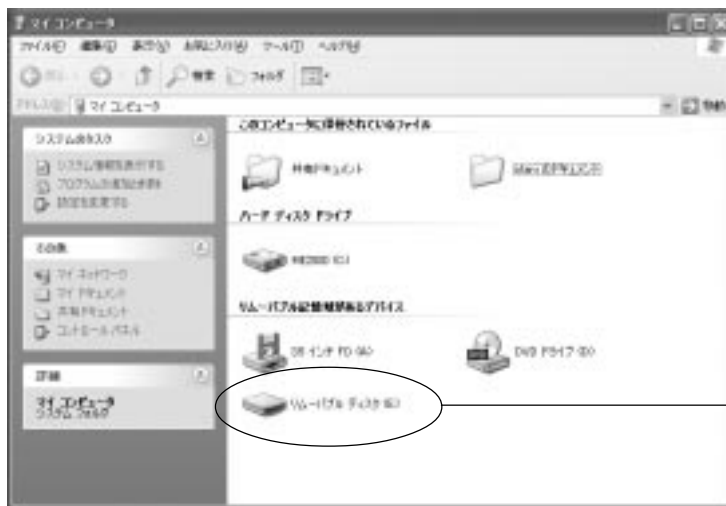 マイ コンピュータ
ファイル(F) 編集(E) 表示(V) お気に入り(A) ツール(T) ヘルプ(H)
検索 フォルダ
アドレス(D) マイ コンピュータ 移動
システムのタスク
システム情報を表示する
プログラムの追加と削除
設定を変更する
その他
マイ ネットワーク
マイ ドキュメント
共有ドキュメント
コントロール パネル
詳細
マイ コンピュータ
システム フォルダ
このコンピュータに保存されているファイル
共有ドキュメント
ハード ディスク ドライブ
(C:)
リムーバブル記憶域があるデバイス
35 インチ FD (A:)
DVD ドライブ (D:)
リムーバブル ディスク (E:)